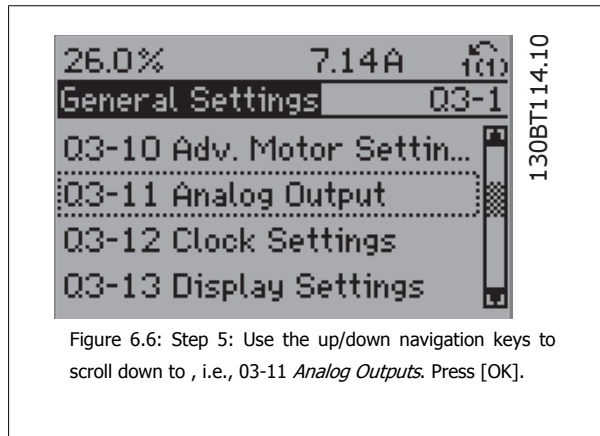 26.0% 7.14A 1(1)
General Settings Q3-1
Q3-10 Adv. Motor Settin...
Q3-11 Analog Output
Q3-12 Clock Settings
Q3-13 Display Settings
130BT114.10
Figure 6.6: Step 5: Use the up/down navigation keys to
scroll down to , i.e., 03-11 Analog Outputs. Press [OK].